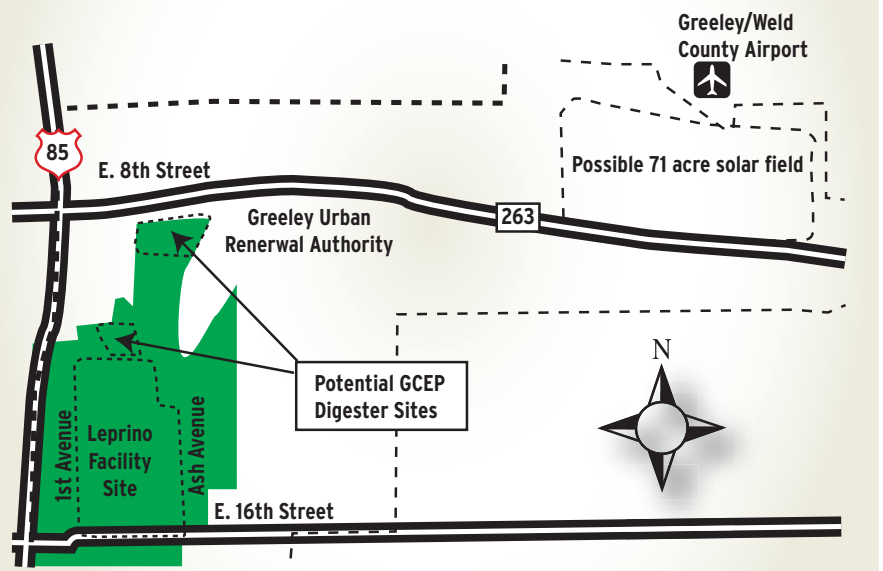 Greeley/Weld
County Airport
85
E. 8th Street
Possible 71 acre solar field
263
Greeley Urban
Renerwal Authority
N
Potential GCEP
Digester Sites
1st Avenue
Leprino
Facility
Site
Ash Avenue
E. 16th Street